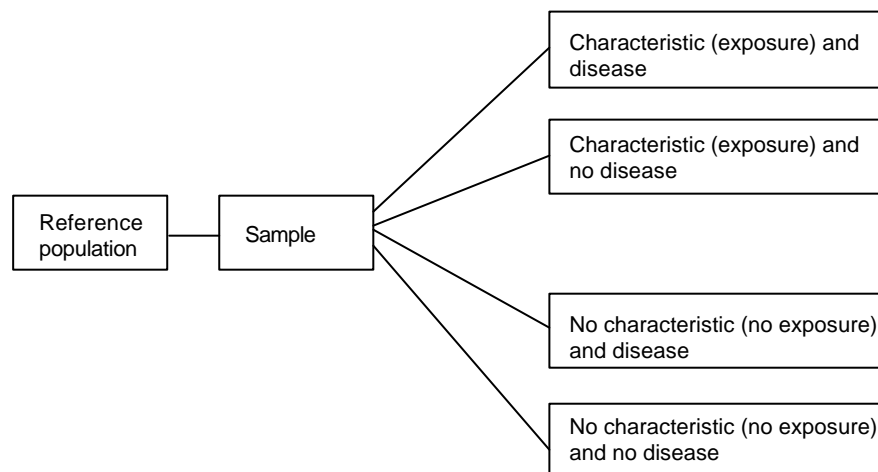 Characteristic (exposure) and
disease
Characteristic (exposure) and
no disease
Reference
population
Sample
No characteristic (no exposure)
and disease
No characteristic (no exposure)
and no disease